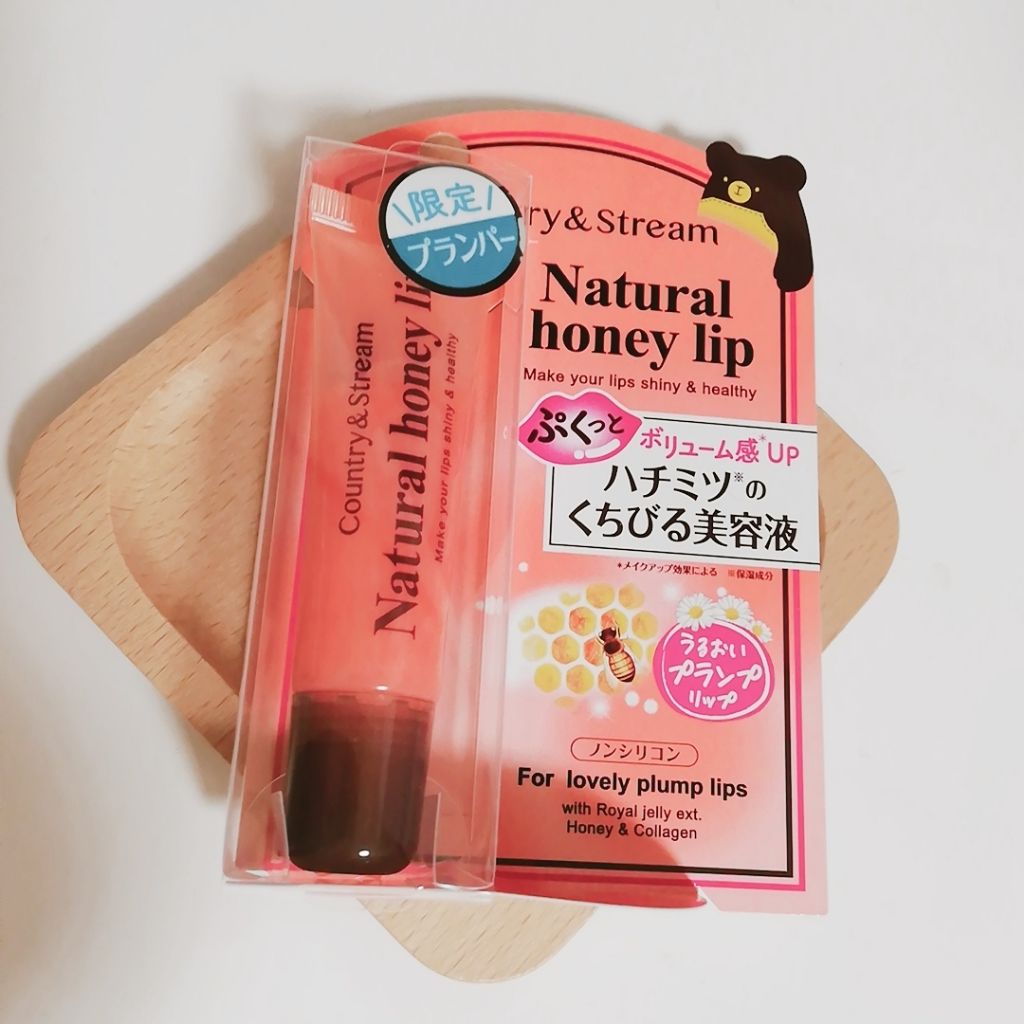 \限定/
プランパー
ry & Stream
Natural
honey lip
Make your lips shiny & healthy
ぷくっと
ボリューム感*UP
ハチミツ※の
くちびる美容液
*メイクアップ効果による ※保湿成分
うるおい
プランプ
リップ
ノンシリコン
For lovely plump lips
with Royal jelly ext.
Honey & Collagen
Country & Stream
Natural honey li
Make your lips shiny & healthy